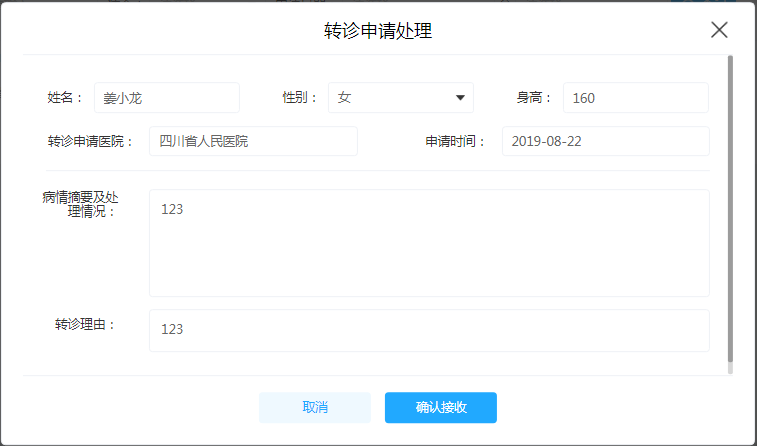 转诊申请处理
姓名： 姜小龙 性别： 女 身高： 160
转诊申请医院： 四川省人民医院 申请时间： 2019-08-22
病情摘要及处
理情况：
123
转诊理由： 123
取消 确认接收